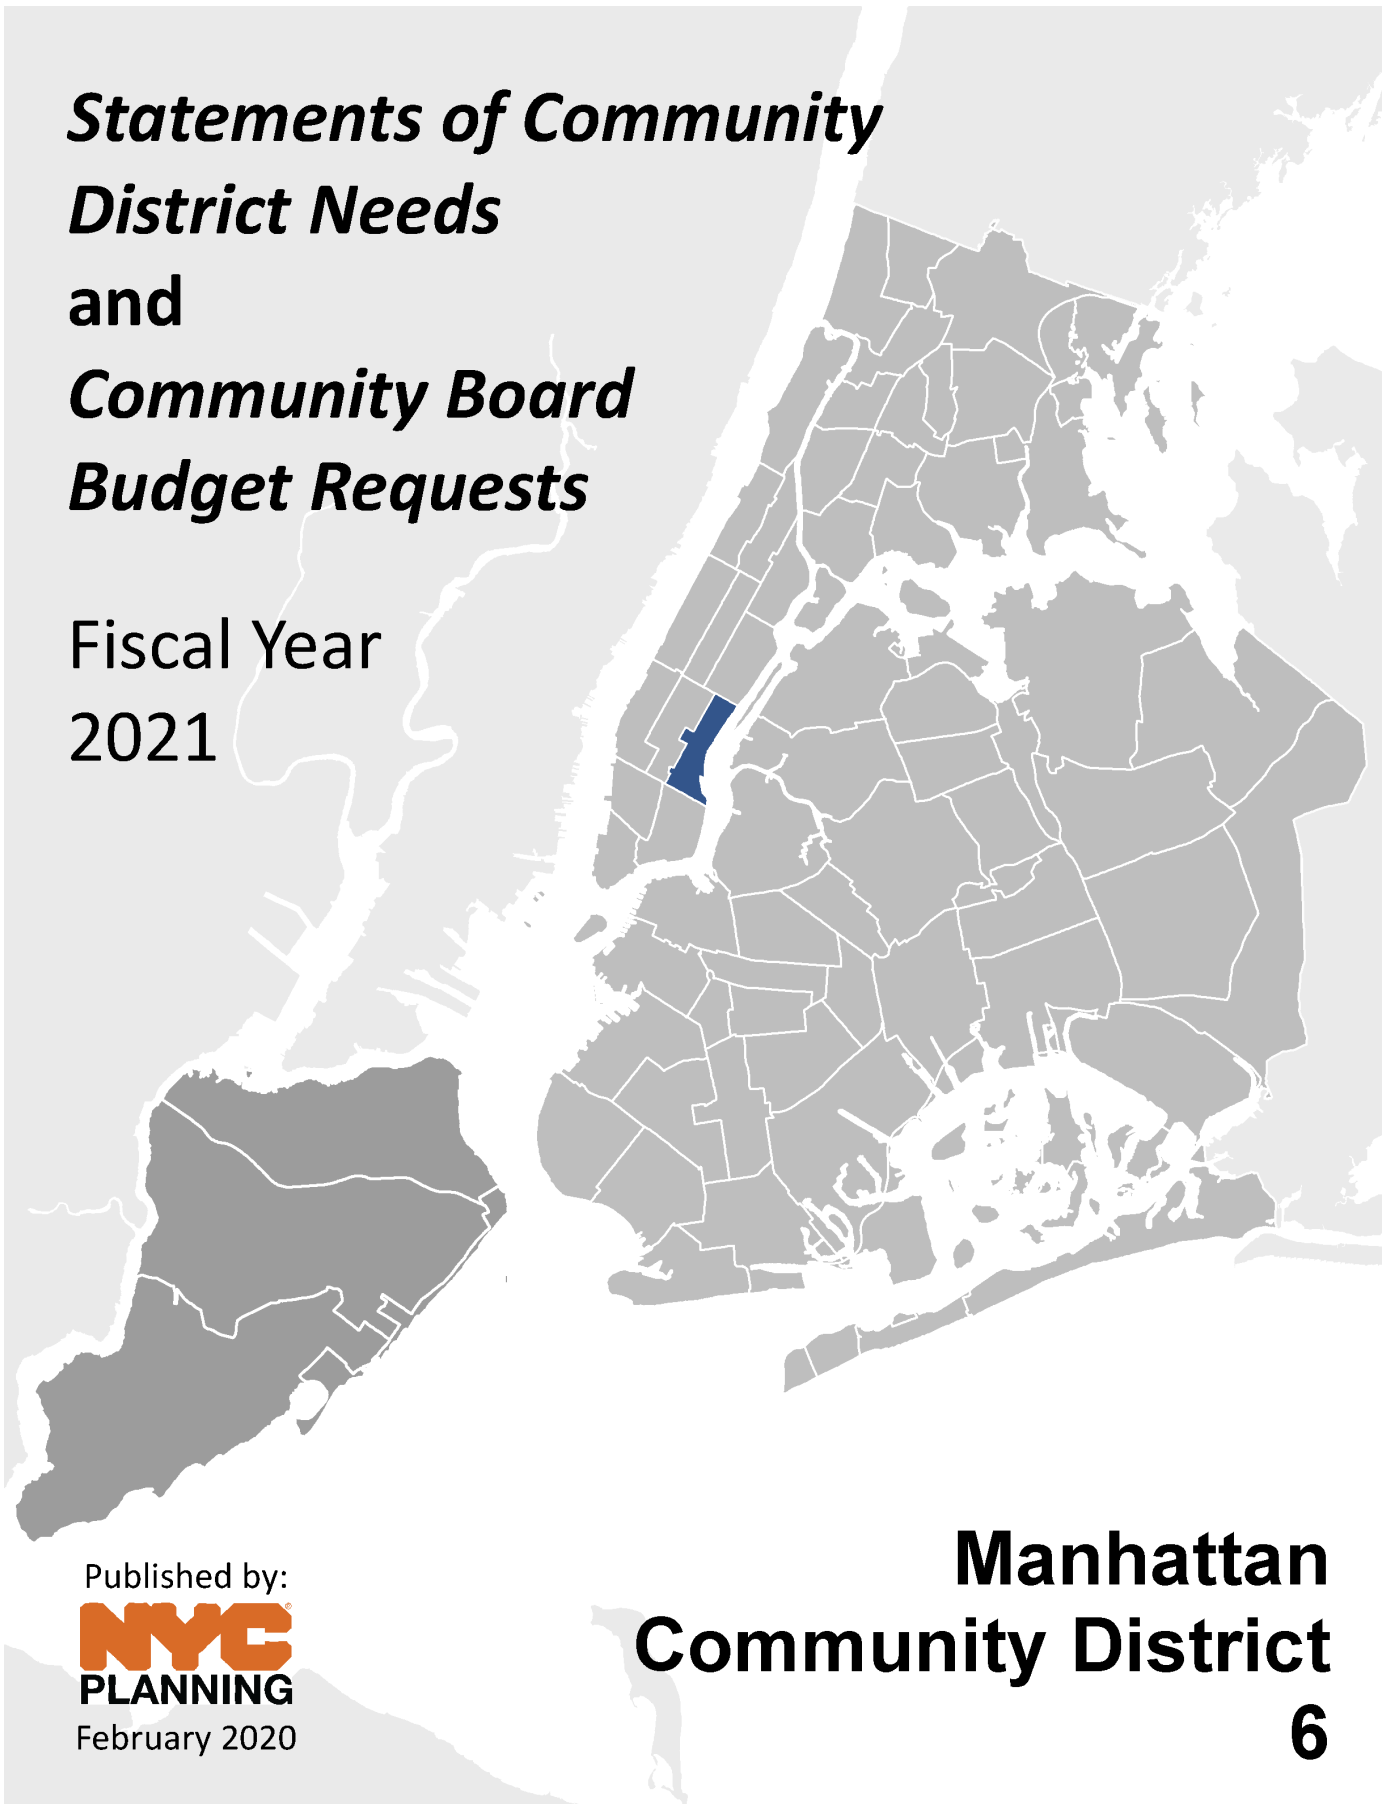 Statements of Community
District Needs
and
Community Board
Budget Requests
Fiscal Year
2021
Manhattan
Community District
6
Published by:
NYC®
PLANNING
February 2020